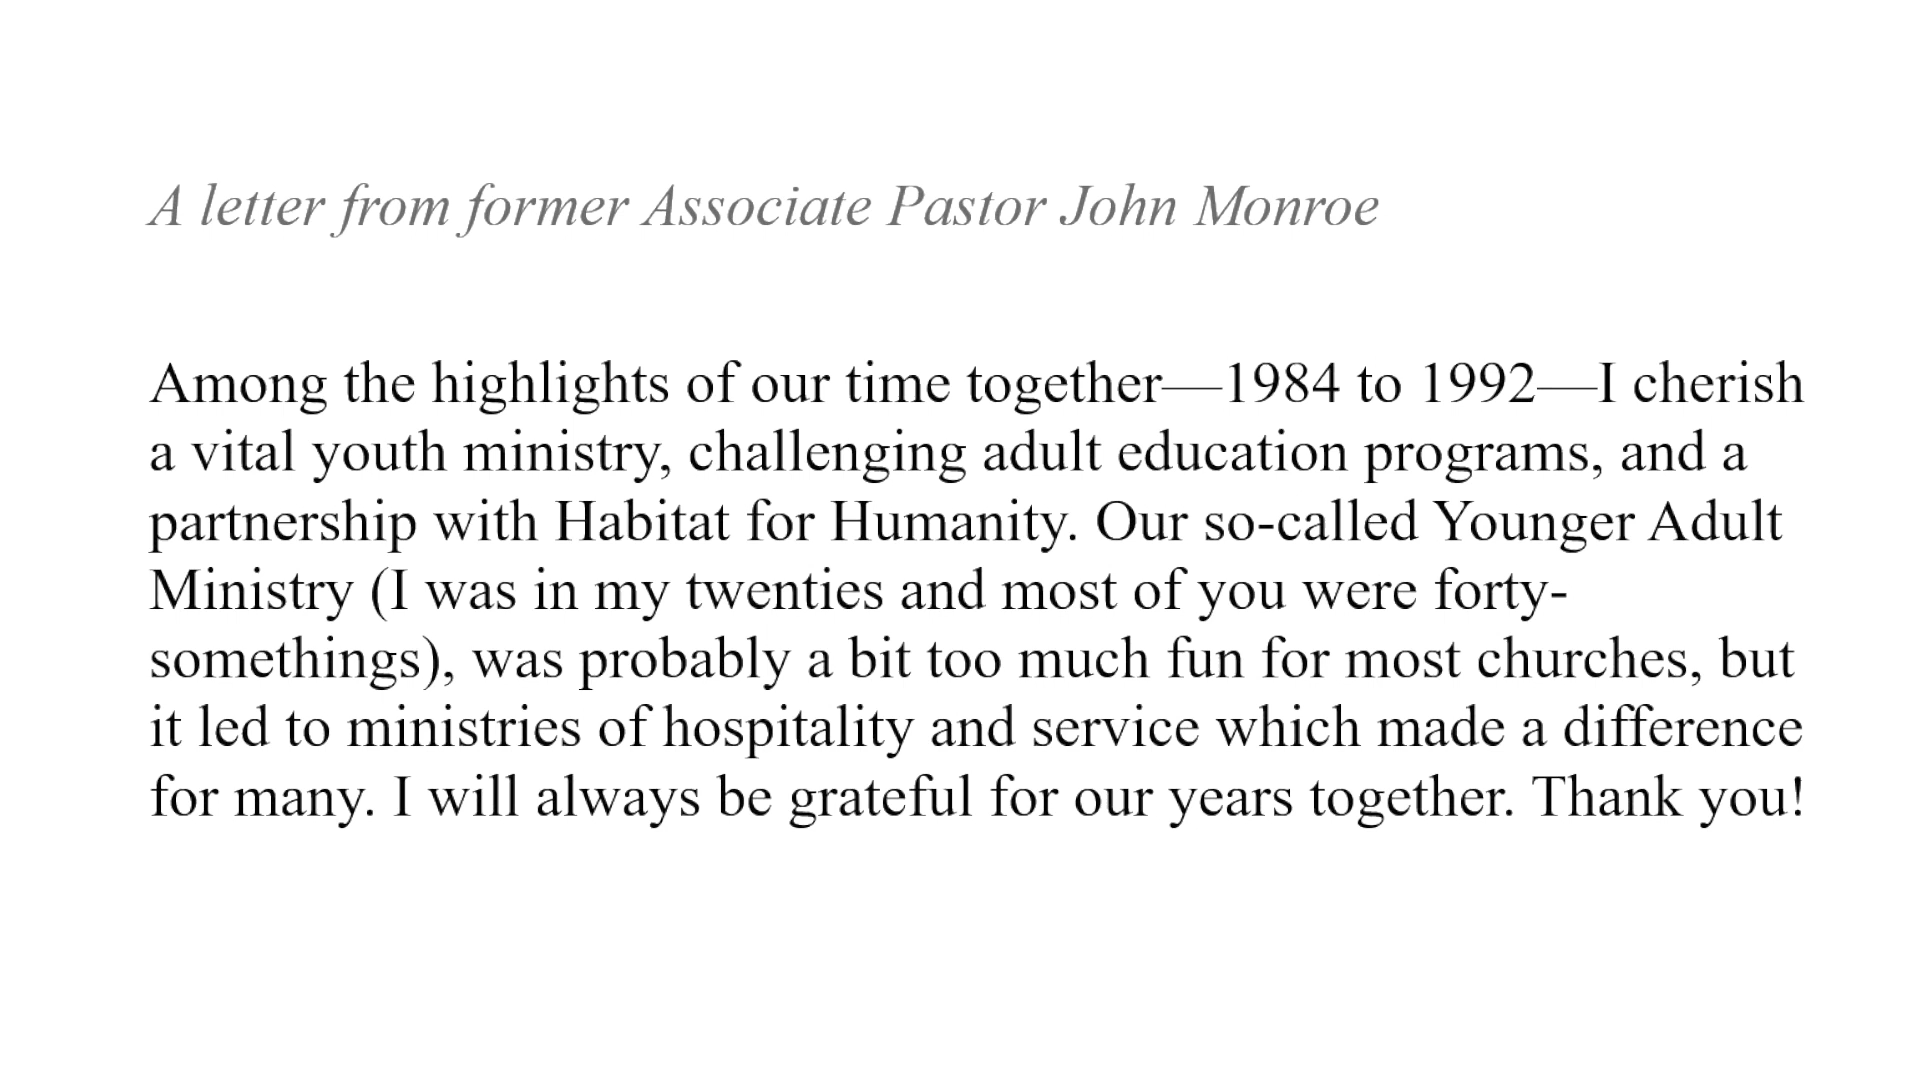 A letter from former Associate Pastor John Monroe
Among the highlights of our time together—1984 to 1992—I cherish
a vital youth ministry, challenging adult education programs, and a
partnership with Habitat for Humanity. Our so-called Younger Adult
Ministry (I was in my twenties and most of you were forty-
somethings), was probably a bit too much fun for most churches, but
it led to ministries of hospitality and service which made a difference
for many. I will always be grateful for our years together. Thank you!